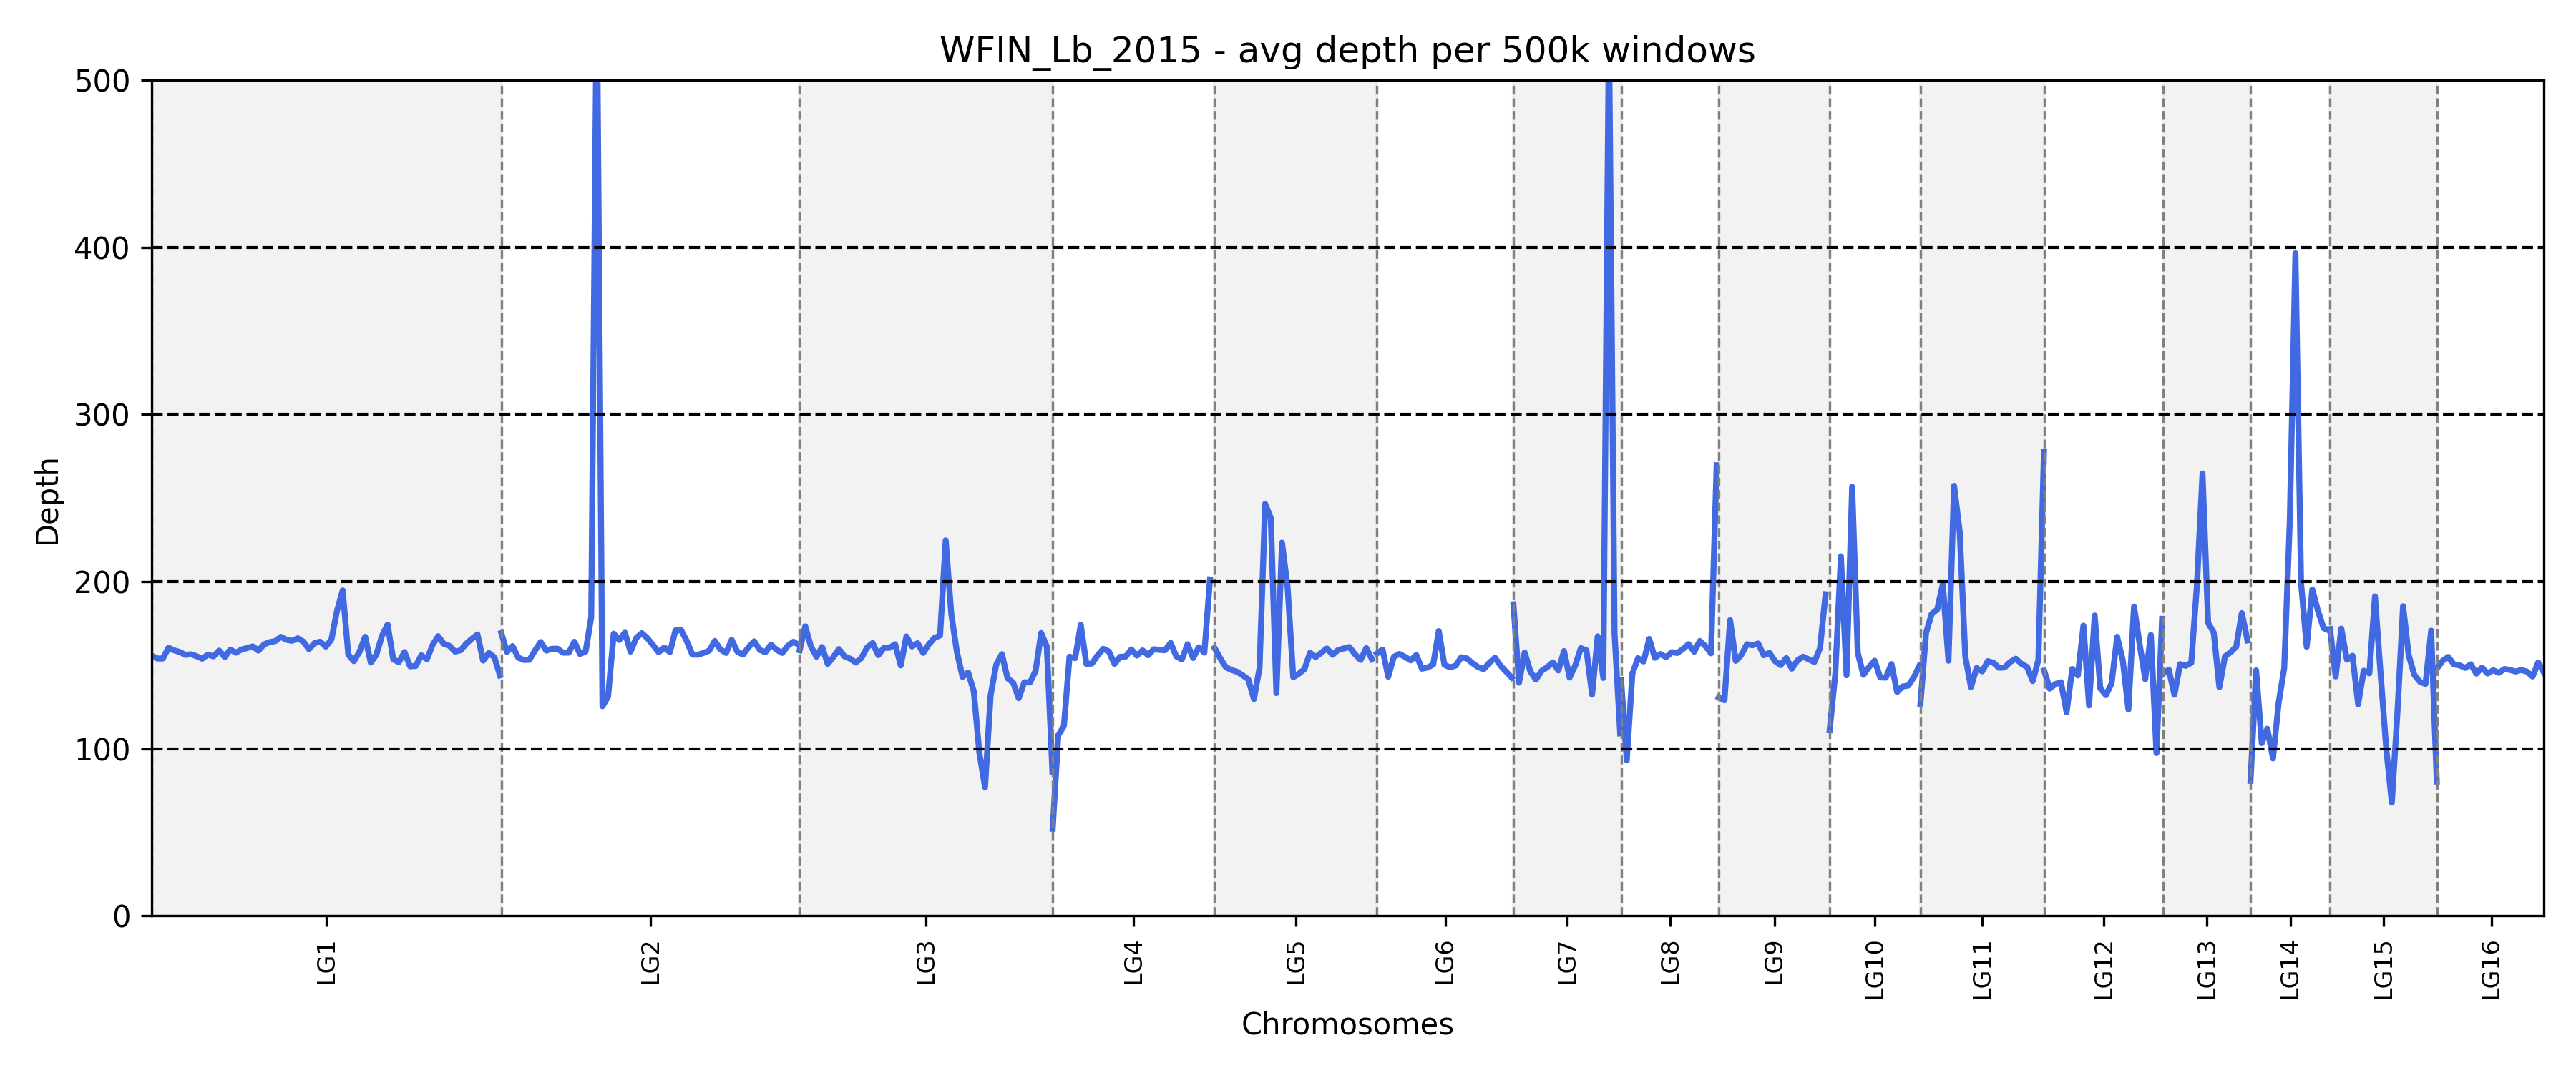 WFIN_Lb_2015 - avg depth per 500k windows
500
400
300
200
100
0
Depth
LG1
LG2
LG3
LG4
LG5
LG6
LG7
LG8
LG9
LG10
LG11
LG12
LG13
LG14
LG15
LG16
Chromosomes